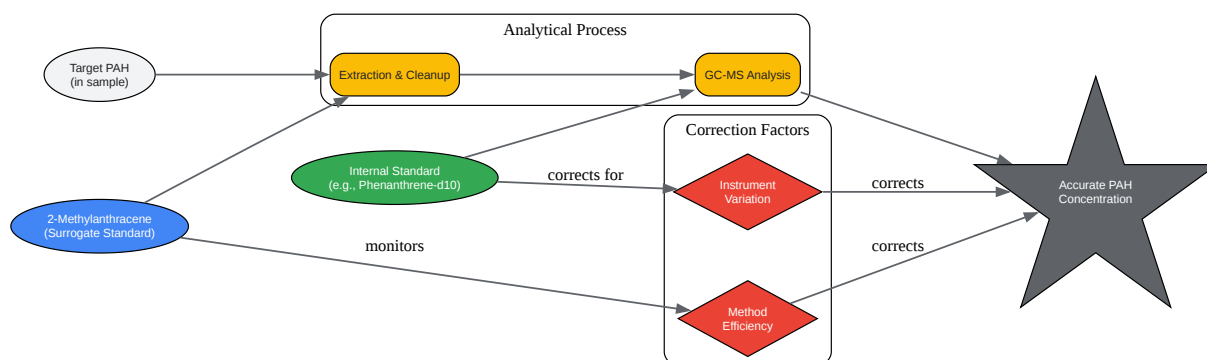 Analytical Process
Target PAH
(in sample)
Extraction & Cleanup
GC-MS Analysis
Correction Factors
Internal Standard
(e.g., Phenanthrene-d10)
corrects for
Instrument
Variation
corrects
Accurate PAH
Concentration
2-Methylanthracene
(Surrogate Standard)
monitors
corrects
Method
Efficiency